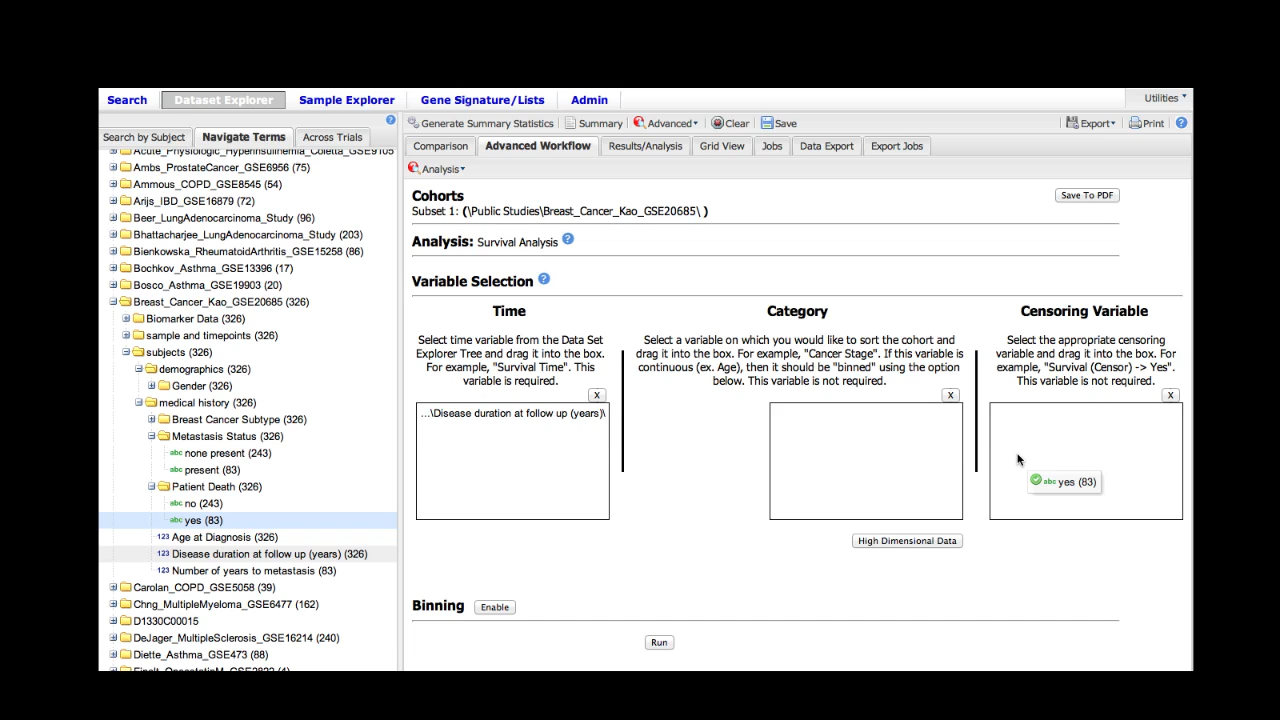 Search
Dataset Explorer
Sample Explorer
Gene Signature/Lists
Admin
Utilities
Generate Summary Statistics
Summary
Advanced
Clear
Save
Export
Print
Search by Subject
Navigate Terms
Across Trials
Comparison
Advanced Workflow
Results/Analysis
Grid View
Jobs
Data Export
Export Jobs
Acute_Physiologic_Hyperinsulinemia_Coletta_GSE9105
Ambs_ProstateCancer_GSE6956 (75)
Ammous_COPD_GSE8545 (54)
Arijs_IBD_GSE16879 (72)
Beer_LungAdenocarcinoma_Study (96)
Bhattacharjee_LungAdenocarcinoma_Study (203)
Bienkowska_RheumatoidArthritis_GSE15258 (86)
Bochkov_Asthma_GSE13396 (17)
Bosco_Asthma_GSE19903 (20)
Breast_Cancer_Kao_GSE20685 (326)
Biomarker Data (326)
sample and timepoints (326)
subjects (326)
demographics (326)
Gender (326)
medical history (326)
Breast Cancer Subtype (326)
Metastasis Status (326)
abc none present (243)
abc present (83)
Patient Death (326)
abc no (243)
abc yes (83)
123 Age at Diagnosis (326)
123 Disease duration at follow up (years) (326)
123 Number of years to metastasis (83)
Carolan_COPD_GSE5058 (39)
Chng_MultipleMyeloma_GSE6477 (162)
D1330C00015
DeJager_MultipleSclerosis_GSE16214 (240)
Diette_Asthma_GSE473 (88)
Analysis
Cohorts
Save To PDF
Subset 1: (\Public Studies\Breast_Cancer_Kao_GSE20685\ )
Analysis: Survival Analysis
Variable Selection
Time
Select time variable from the Data Set
Explorer Tree and drag it into the box.
For example, "Survival Time". This
variable is required.
X
...\Disease duration at follow up (years)\
Category
Select a variable on which you would like to sort the cohort and
drag it into the box. For example, "Cancer Stage". If this variable is
continuous (ex. Age), then it should be "binned" using the option
below. This variable is not required.
X
High Dimensional Data
Censoring Variable
Select the appropriate censoring
variable and drag it into the box. For
example, "Survival (Censor) -> Yes".
This variable is not required.
X
abc yes (83)
Binning
Enable
Run